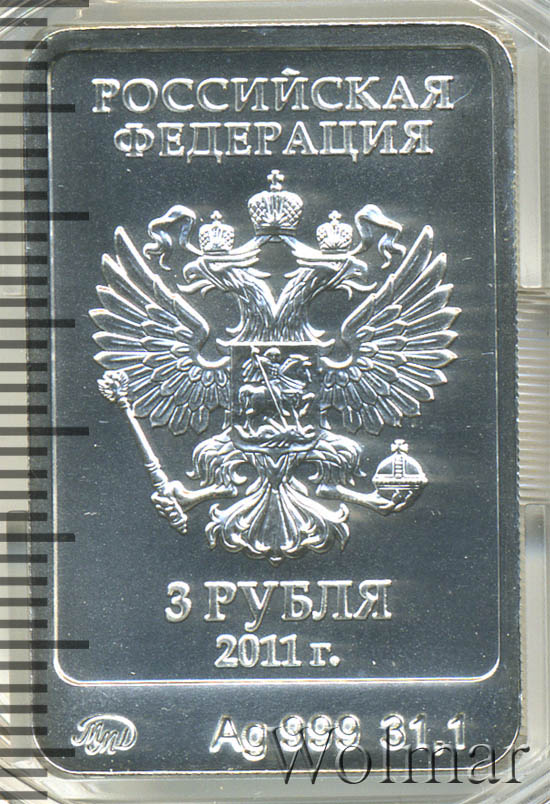 РОССИЙСКАЯ
ФЕДЕРАЦИЯ
3 РУБЛЯ
2011 г.
ММД Ag 999 31.1
Wolmar